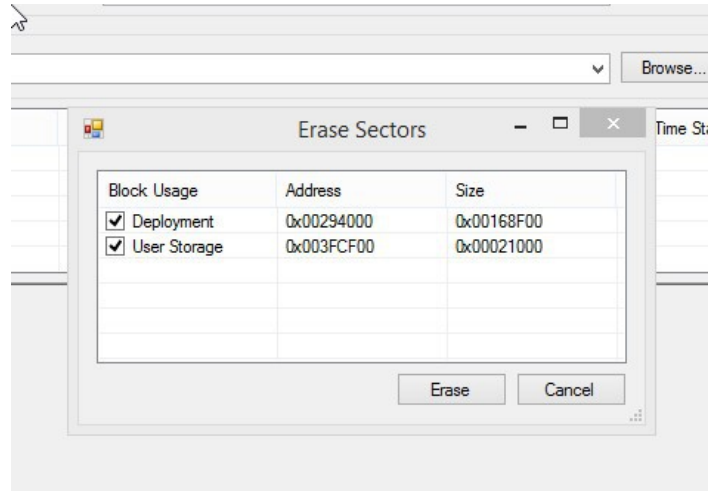 Browse...
Erase Sectors
Time Sta
Block Usage Address Size
Deployment 0x00294000 0x00168F00
User Storage 0x003FCF00 0x00021000
Erase Cancel